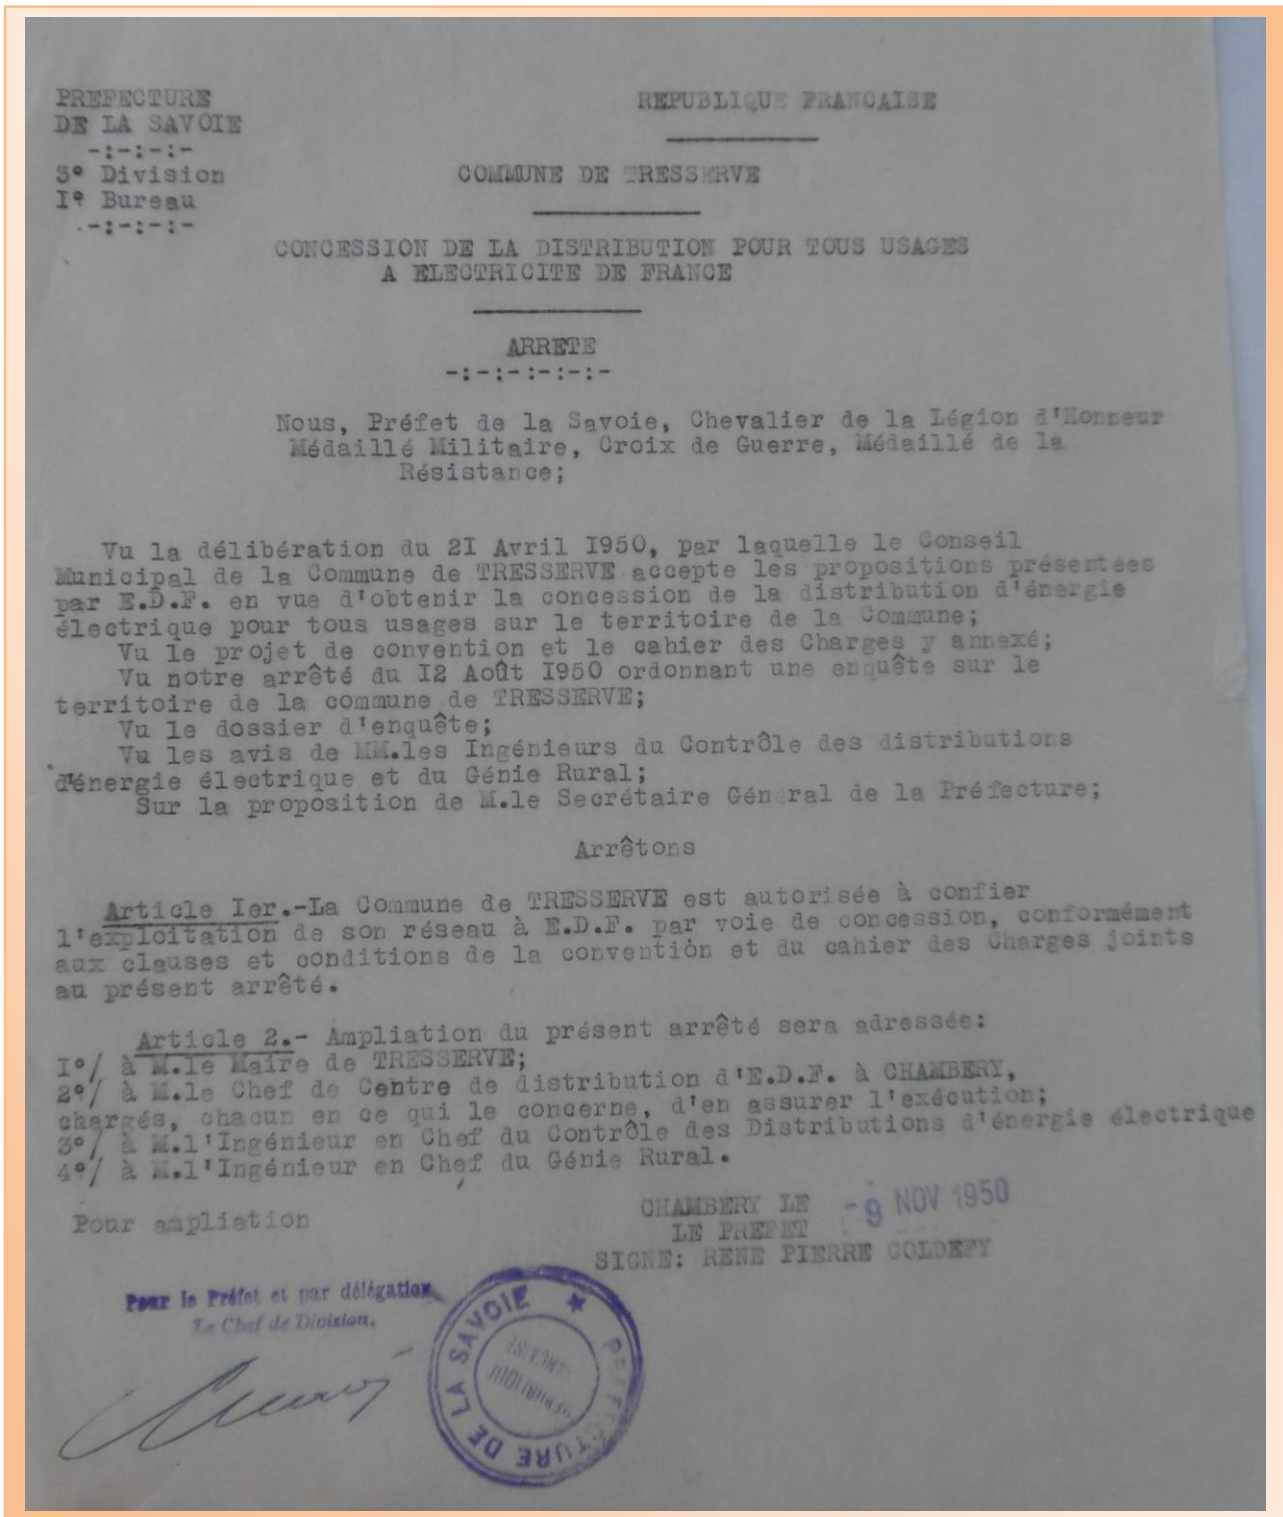 PREFECTURE
DE LA SAVOIE
-:-:-:-
3° Division
I° Bureau
-:-:-:-
REPUBLIQUE FRANCAISE
COMMUNE DE TRESSERVE
CONCESSION DE LA DISTRIBUTION POUR TOUS USAGES
A ELECTRICITE DE FRANCE
ARRETE
-:-:-:-:-:-
Nous, Préfet de la Savoie, Chevalier de la Légion d'Honneur
Médaillé Militaire, Croix de Guerre, Médaillé de la
Résistance;
Vu la délibération du 2I Avril I950, par laquelle le Conseil
Municipal de la Commune de TRESSERVE accepte les propositions présentées
par E.D.F. en vue d'obtenir la concession de la distribution d'énergie
électrique pour tous usages sur le territoire de la Commune;
Vu le projet de convention et le cahier des Charges y annexé;
Vu notre arrêté du I2 Août I950 ordonnant une enquête sur le
territoire de la commune de TRESSERVE;
Vu le dossier d'enquête;
Vu les avis de MM.les Ingénieurs du Contrôle des distributions
d'énergie électrique et du Génie Rural;
Sur la proposition de M.le Secrétaire Général de la Préfecture;
Arrêtons
Article Ier.-La Commune de TRESSERVE est autorisée à confier
l'exploitation de son réseau à E.D.F. par voie de concession, conformément
aux clauses et conditions de la convention et du cahier des Charges joints
au présent arrêté.
Article 2.- Ampliation du présent arrêté sera adressée:
I°/ à M.le Maire de TRESSERVE;
2°/ à M.le Chef de Centre de distribution d'E.D.F. à CHAMBERY,
chargés, chacun en ce qui le concerne, d'en assurer l'exécution;
3°/ à M.l'Ingénieur en Chef du Contrôle des Distributions d'énergie électrique
4°/ à M.l'Ingénieur en Chef du Génie Rural.
Pour ampliation
CHAMBERY LE -9 NOV 1950
LE PREFET
SIGNE: RENE PIERRE COLDEFY
Pour le Préfet et par délégation
Le Chef de Division,
PREFECTURE DE LA SAVOIE